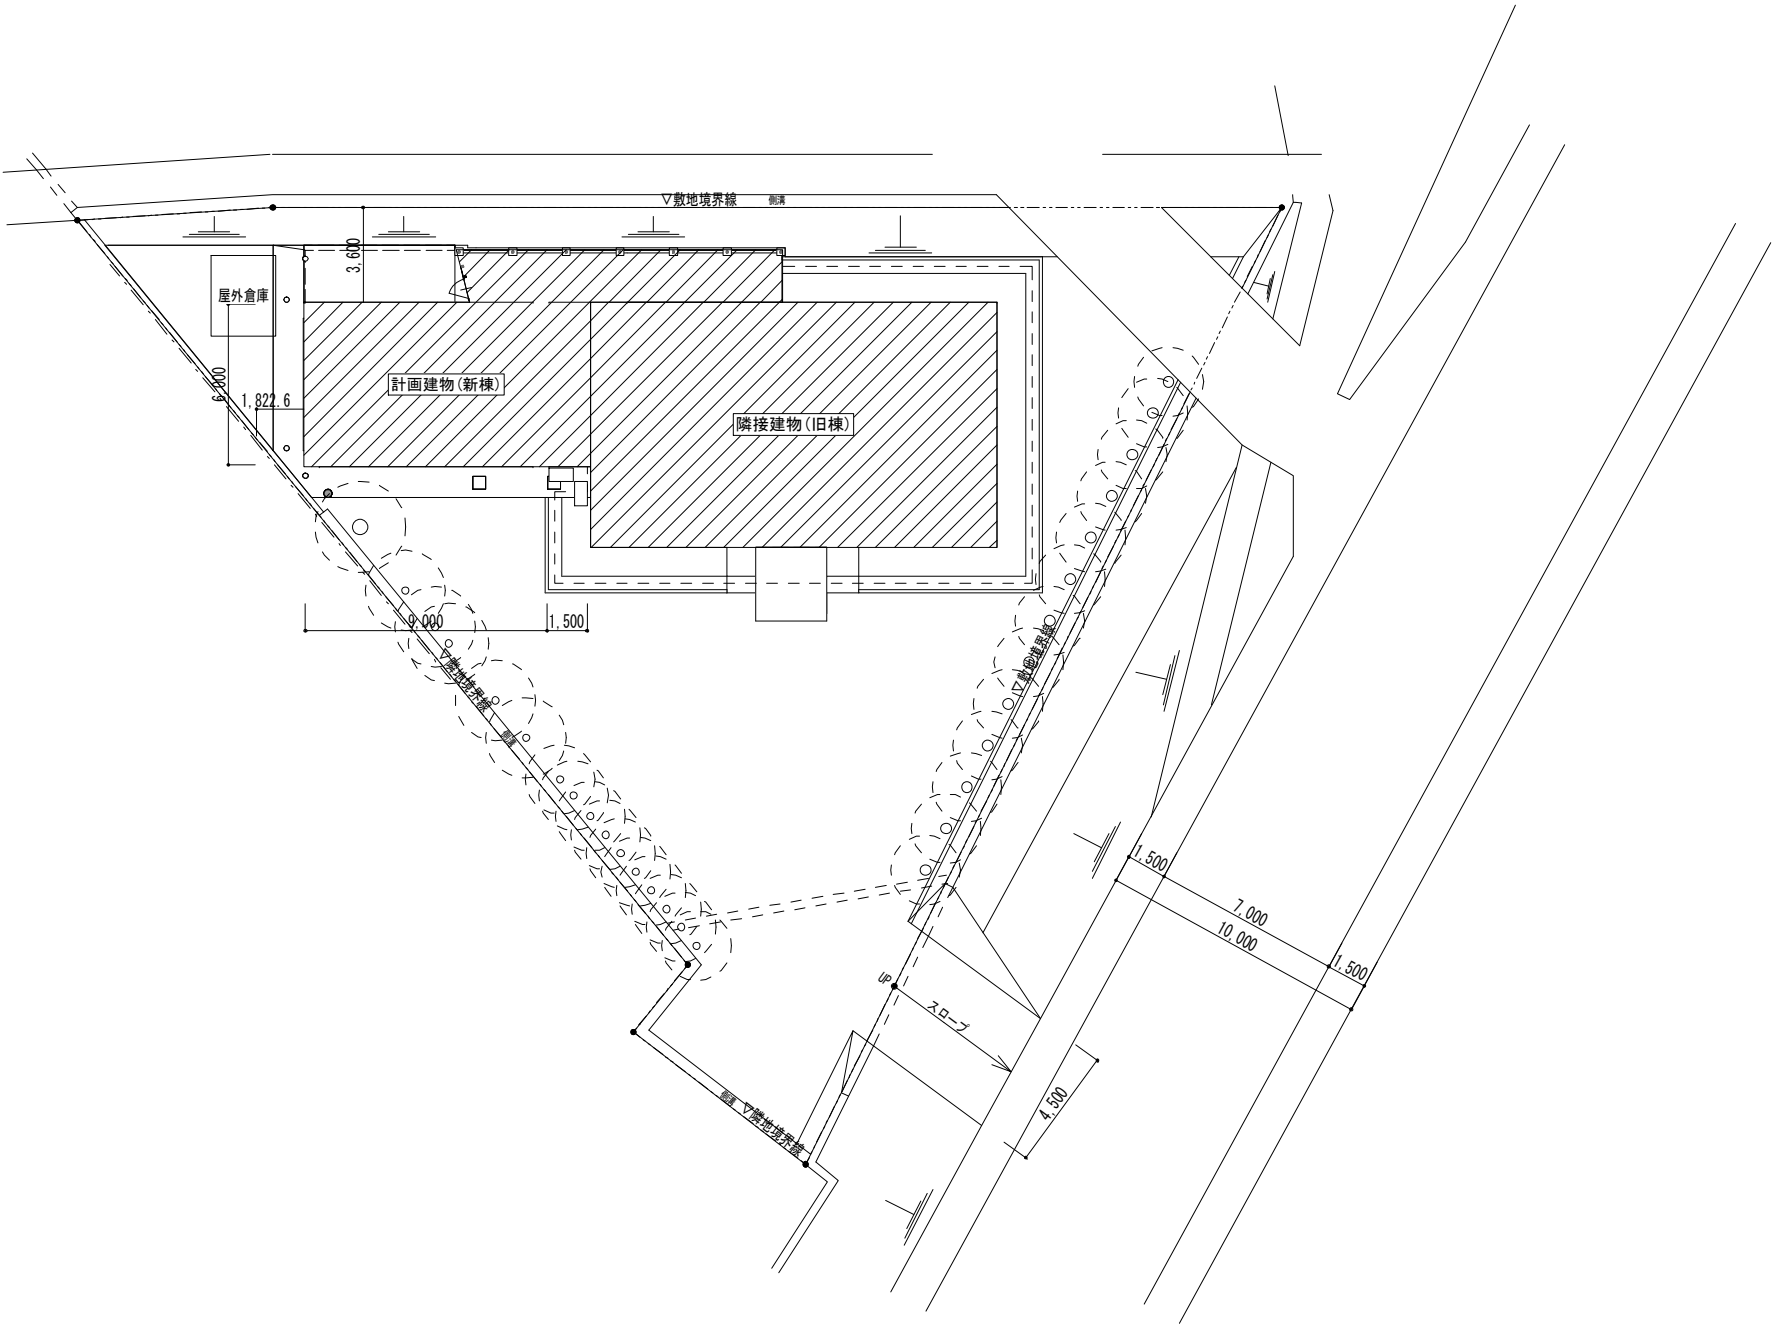 ▽敷地境界線
側溝
3,600
屋外倉庫
6,000
1,822.6
計画建物(新棟)
隣接建物(旧棟)
9,000
1,500
▽隣地境界線
側溝
▽敷地境界線
1,500
7,000
10,000
1,500
UP
スロープ
4,500
側溝
▽隣地境界線